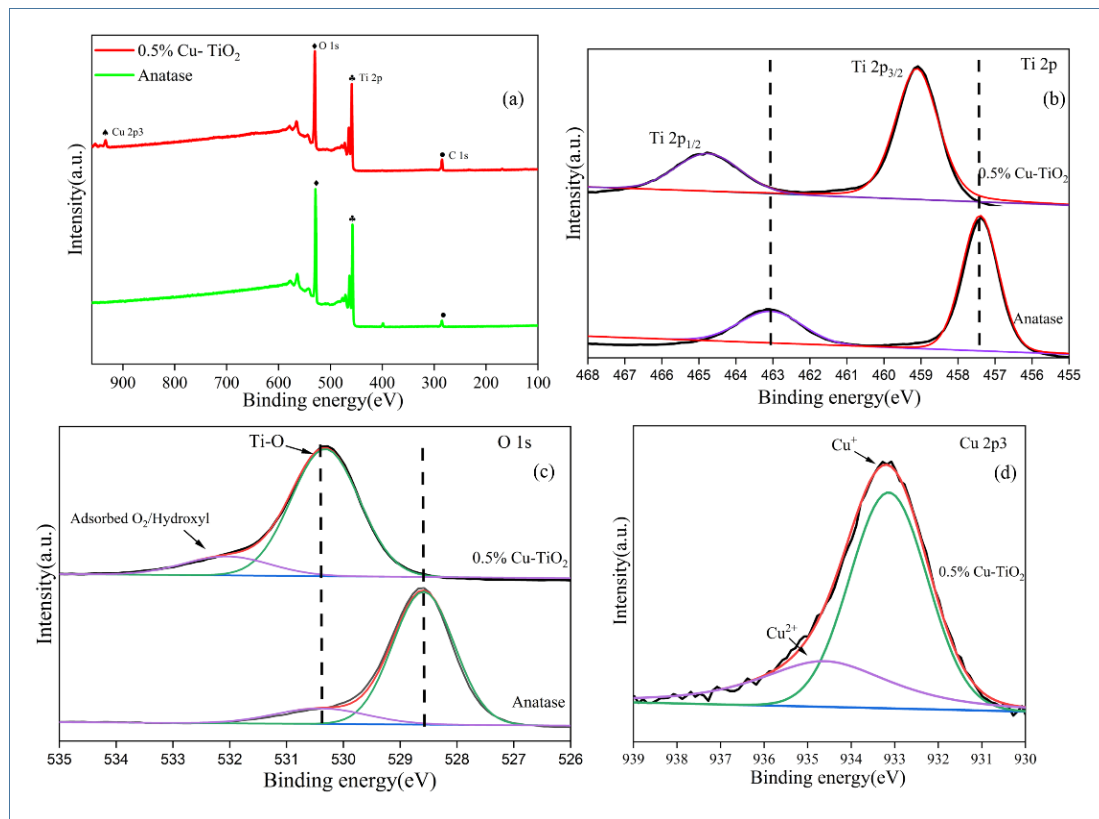 0.5% Cu- TiO₂
Anatase
(a)
♦ O 1s
♣ Ti 2p
♠ Cu 2p3
● C 1s
♦
♣
●
Intensity(a.u.)
900 800 700 600 500 400 300 200 100
Binding energy(eV)
Ti 2p
(b)
Ti 2p₃/₂
Ti 2p₁/₂
0.5% Cu-TiO₂
Anatase
Intensity(a.u.)
468 467 466 465 464 463 462 461 460 459 458 457 456 455
Binding energy(eV)
O 1s
(c)
Ti-O
Adsorbed O₂/Hydroxyl
0.5% Cu-TiO₂
Anatase
Intensity(a.u.)
535 534 533 532 531 530 529 528 527 526
Binding energy(eV)
Cu 2p3
(d)
Cu⁺
0.5% Cu-TiO₂
Cu²⁺
Intensity(a.u.)
939 938 937 936 935 934 933 932 931 930
Binding energy(eV)